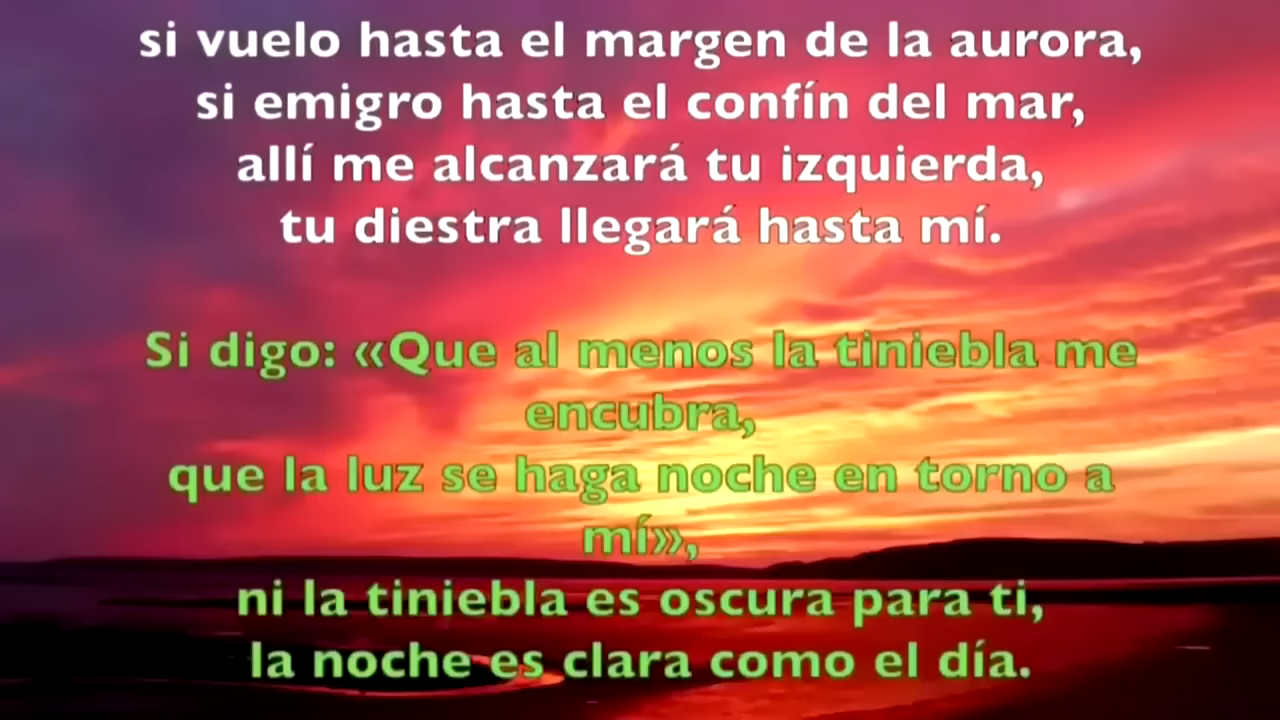 si vuelo hasta el margen de la aurora,
si emigro hasta el confín del mar,
allí me alcanzará tu izquierda,
tu diestra llegará hasta mí.
Si digo: «Que al menos la tiniebla me
encubra,
que la luz se haga noche en torno a
mí»,
ni la tiniebla es oscura para ti,
la noche es clara como el día.